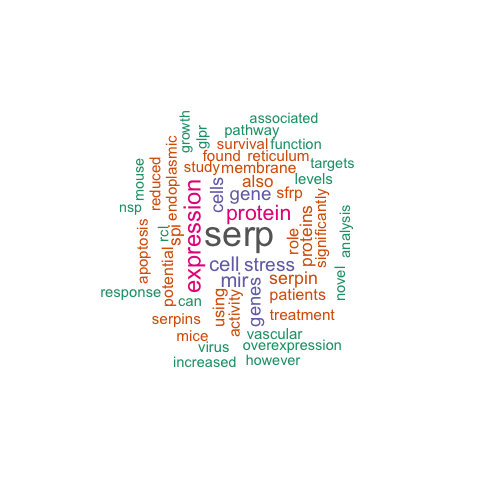 associated
pathway
growth
glpr
survival function
found reticulum
study membrane targets
mouse
reduced
endoplasmic
cells
also
levels
gene sfrp
nsp
rcl
spl
expression
protein
serp
role
proteins
significantly
analysis
apoptosis
potential
cell stress
mir
serpin
novel
response
can
using
activity
genes
patients
serpins
treatment
mice
vascular
virus
overexpression
increased
however